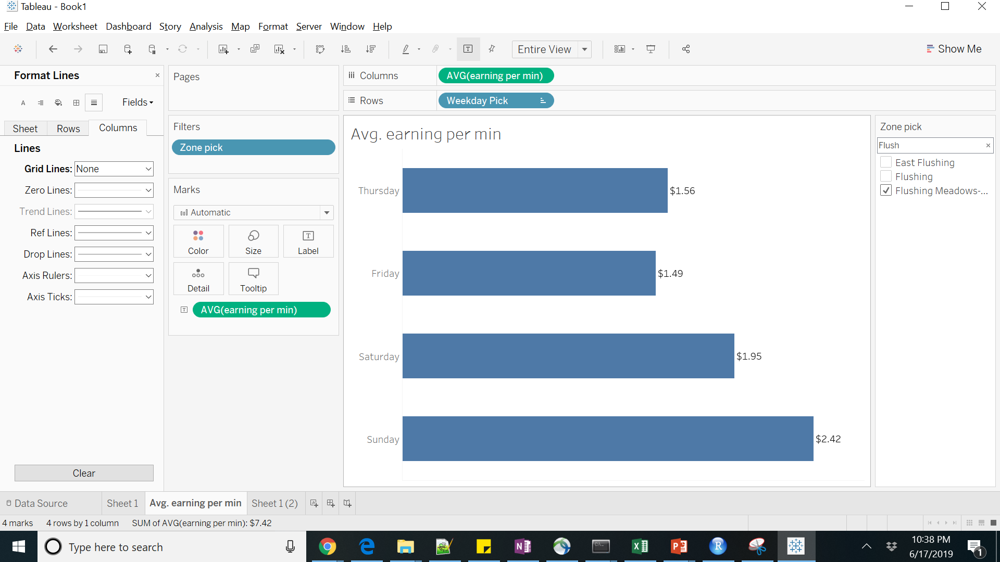 Tableau - Book1
File Data Worksheet Dashboard Story Analysis Map Format Server Window Help
Entire View
Show Me
Format Lines
A
Fields
Sheet Rows Columns
Lines
Grid Lines: None
Zero Lines:
Trend Lines:
Ref Lines:
Drop Lines:
Axis Rulers:
Axis Ticks:
Clear
Pages
Filters
Zone pick
Marks
Automatic
Color Size Label
Detail Tooltip
AVG(earning per min)
Columns AVG(earning per min)
Rows Weekday Pick
Avg. earning per min
Thursday $1.56
Friday $1.49
Saturday $1.95
Sunday $2.42
Zone pick
Flush
East Flushing
Flushing
Flushing Meadows-...
Data Source Sheet 1 Avg. earning per min Sheet 1 (2)
4 marks 4 rows by 1 column SUM of AVG(earning per min): $7.42
Type here to search
10:38 PM
6/17/2019
1